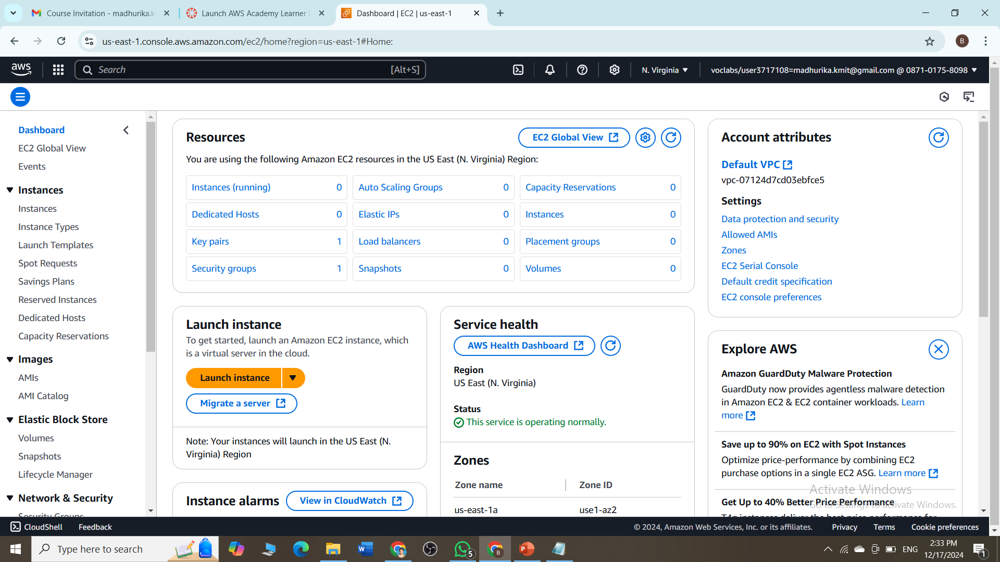 Course Invitation - madhurika.k
Launch AWS Academy Learner L
Dashboard | EC2 | us-east-1
us-east-1.console.aws.amazon.com/ec2/home?region=us-east-1#Home:
B
aws
Search
[Alt+S]
N. Virginia
voclabs/user3717108=madhurika.kmit@gmail.com @ 0871-0175-8098
Dashboard
EC2 Global View
Events
Instances
Instances
Instance Types
Launch Templates
Spot Requests
Savings Plans
Reserved Instances
Dedicated Hosts
Capacity Reservations
Images
AMIs
AMI Catalog
Elastic Block Store
Volumes
Snapshots
Lifecycle Manager
Network & Security
Security Groups
Resources
EC2 Global View
You are using the following Amazon EC2 resources in the US East (N. Virginia) Region:
Instances (running) 0
Auto Scaling Groups 0
Capacity Reservations 0
Dedicated Hosts 0
Elastic IPs 0
Instances 0
Key pairs 1
Load balancers 0
Placement groups 0
Security groups 1
Snapshots 0
Volumes 0
Launch instance
To get started, launch an Amazon EC2 instance, which
is a virtual server in the cloud.
Launch instance
Migrate a server
Note: Your instances will launch in the US East (N.
Virginia) Region
Instance alarms
View in CloudWatch
Service health
AWS Health Dashboard
Region
US East (N. Virginia)
Status
This service is operating normally.
Zones
Zone name
Zone ID
us-east-1a
use1-az2
Account attributes
Default VPC
vpc-07124d7cd03ebfce5
Settings
Data protection and security
Allowed AMIs
Zones
EC2 Serial Console
Default credit specification
EC2 console preferences
Explore AWS
Amazon GuardDuty Malware Protection
GuardDuty now provides agentless malware detection
in Amazon EC2 & EC2 container workloads. Learn
more
Save up to 90% on EC2 with Spot Instances
Optimize price-performance by combining EC2
purchase options in a single EC2 ASG. Learn more
Activate Windows
Get Up to 40% Better Price Performance
Go to Settings to activate Windows.
T4g instances deliver the best price performance for
CloudShell
Feedback
© 2024, Amazon Web Services, Inc. or its affiliates.
Privacy
Terms
Cookie preferences
Type here to search
5
B
ENG
2:33 PM
12/17/2024
1